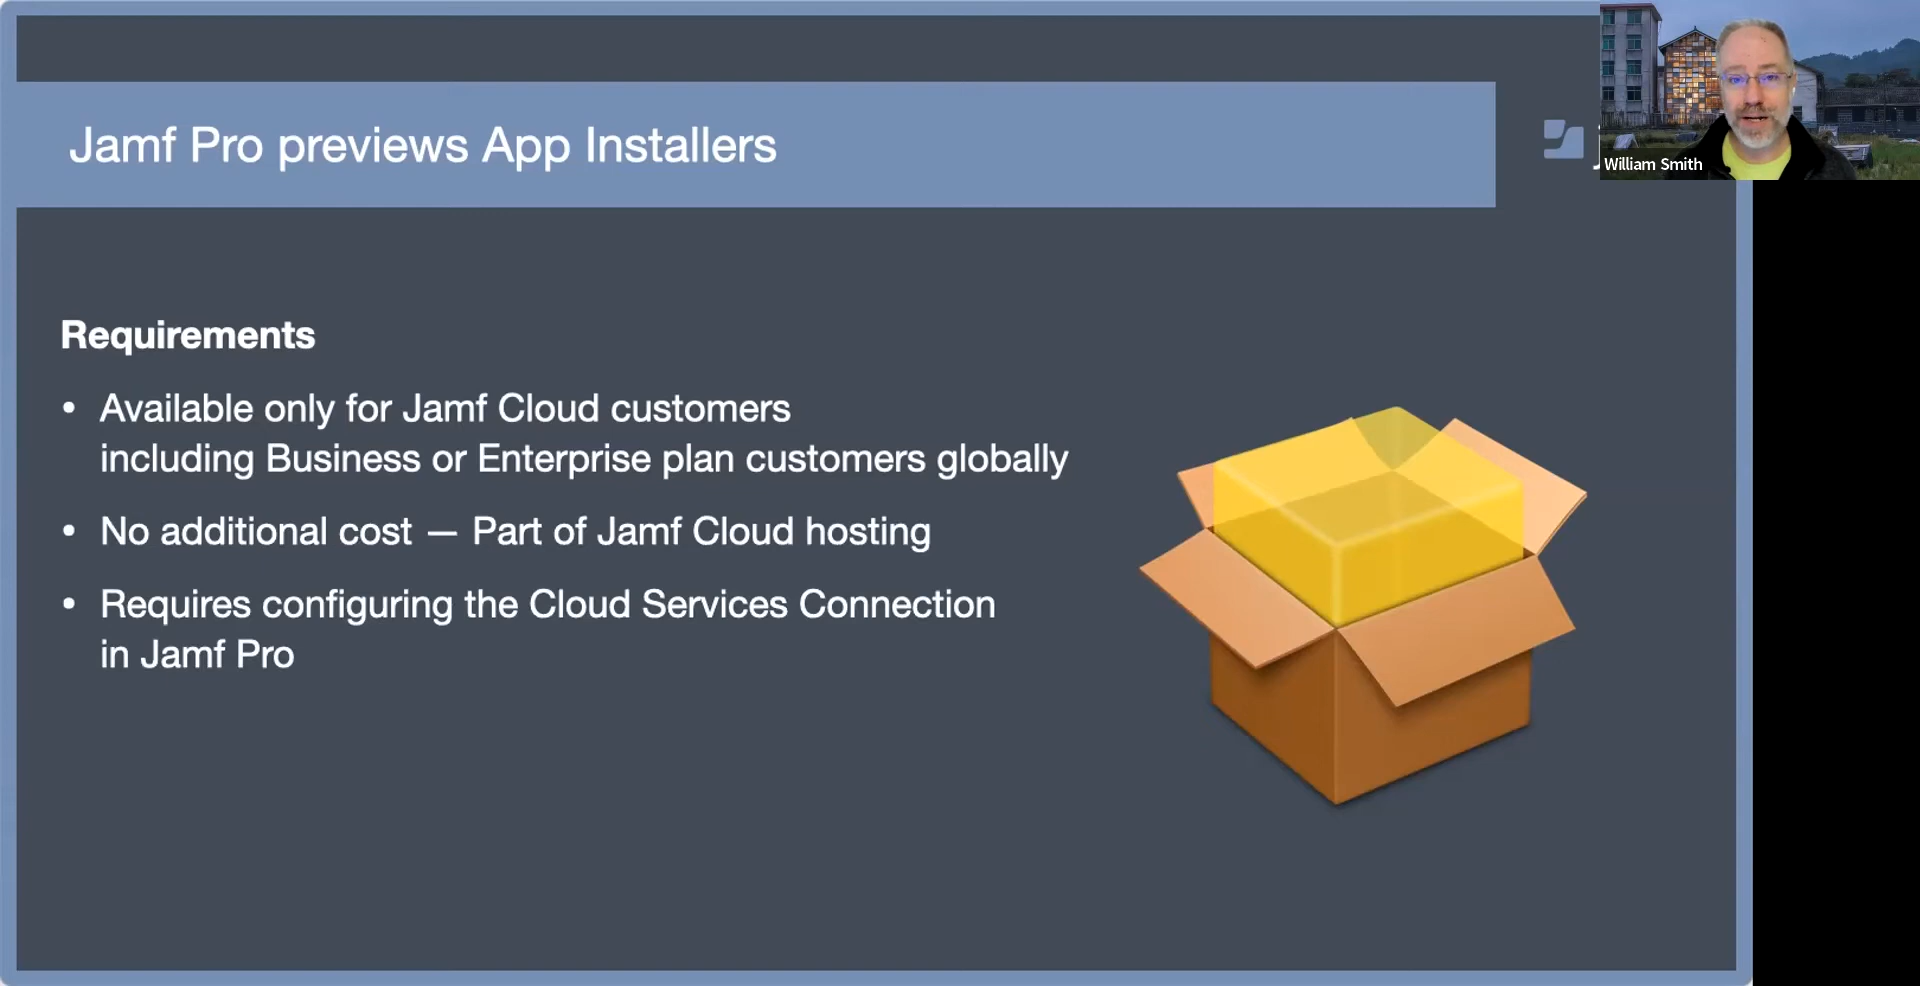 Jamf Pro previews App Installers
William Smith
Requirements
• Available only for Jamf Cloud customers
including Business or Enterprise plan customers globally
• No additional cost — Part of Jamf Cloud hosting
• Requires configuring the Cloud Services Connection
in Jamf Pro